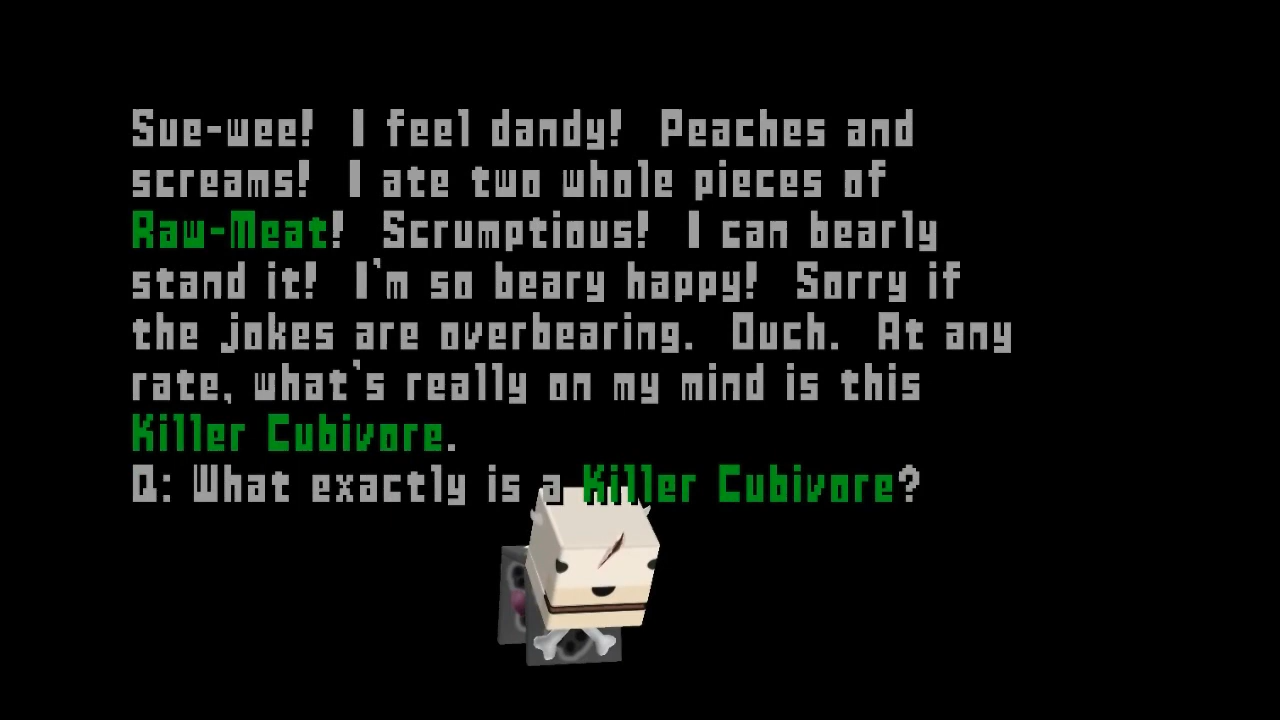 Sue-wee!  I feel dandy!  Peaches and
screams!  I ate two whole pieces of
Raw-Meat!  Scrumptious!  I can bearly
stand it!  I'm so beary happy!  Sorry if
the jokes are overbearing.  Ouch.  At any
rate, what's really on my mind is this
Killer Cubivore.
Q: What exactly is a Killer Cubivore?